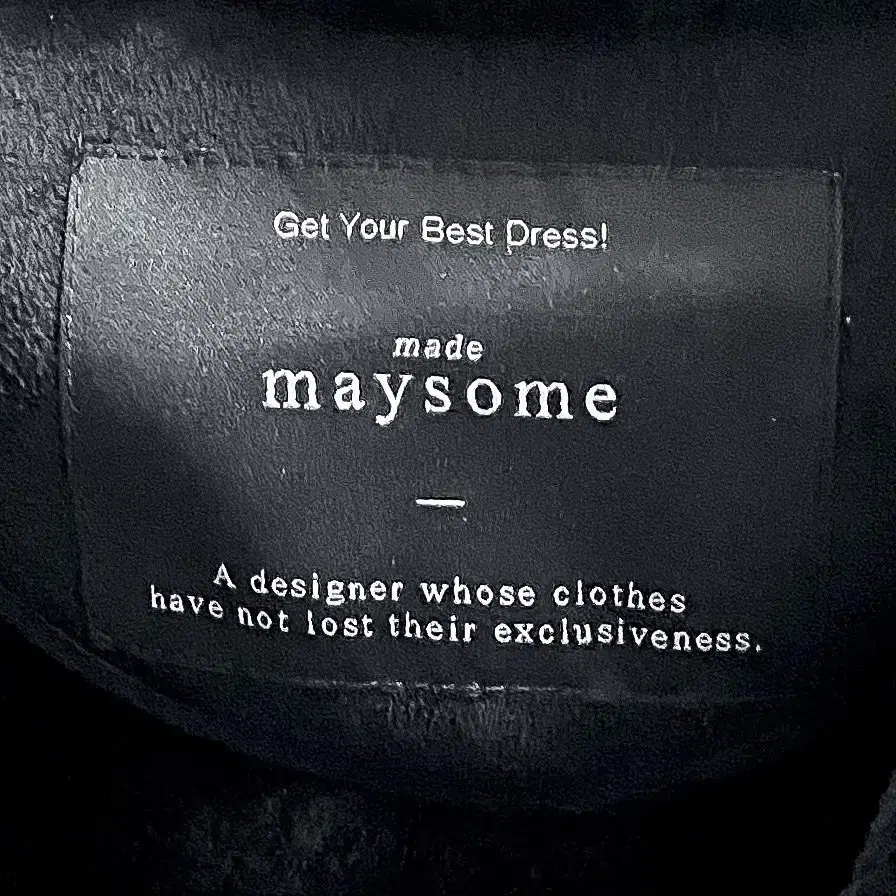 Get Your Best Dress!
made
maysome
A designer whose clothes
have not lost their exclusiveness.